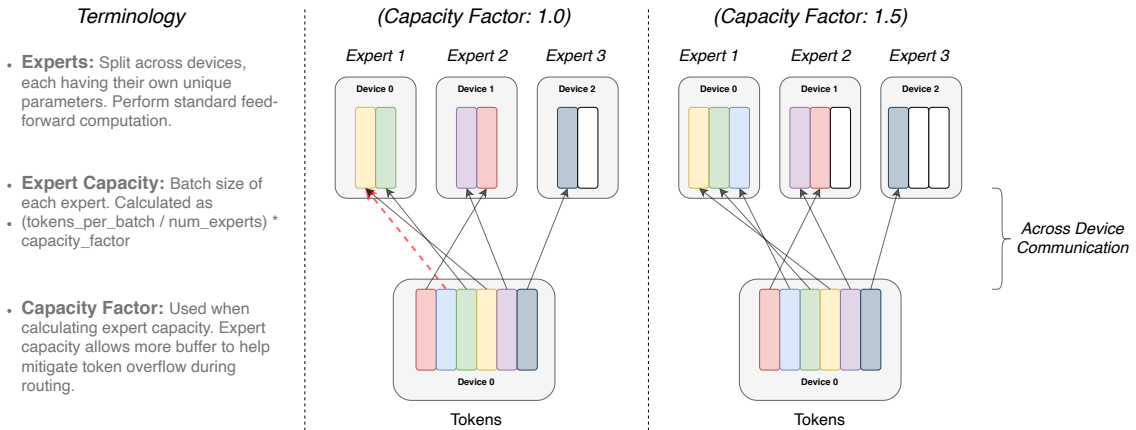 Terminology
• Experts: Split across devices,
each having their own unique
parameters. Perform standard feed-
forward computation.
• Expert Capacity: Batch size of
each expert. Calculated as
• (tokens_per_batch / num_experts) *
capacity_factor
• Capacity Factor: Used when
calculating expert capacity. Expert
capacity allows more buffer to help
mitigate token overflow during
routing.
(Capacity Factor: 1.0)
Expert 1 Expert 2 Expert 3
Device 0 Device 1 Device 2
Device 0
Tokens
(Capacity Factor: 1.5)
Expert 1 Expert 2 Expert 3
Device 0 Device 1 Device 2
Device 0
Tokens
Across Device
Communication